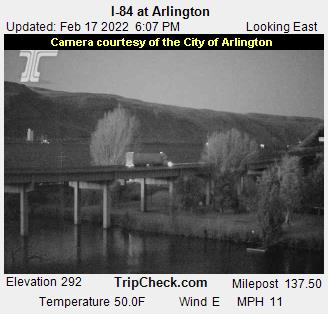 I-84 at Arlington
Updated: Feb 17 2022 6:07 PM Looking East
Camera courtesy of the City of Arlington
Elevation 292 TripCheck.com Milepost 137.50
Temperature 50.0F Wind E MPH 11